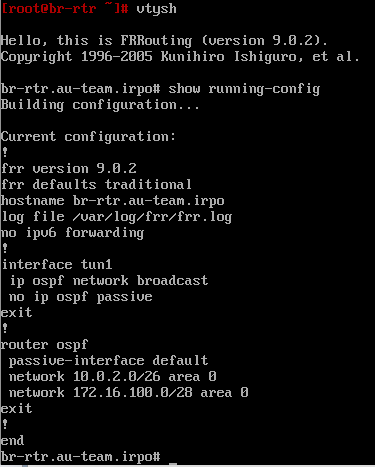 [root@br-rtr ~]# vtysh
Hello, this is FRRouting (version 9.0.2).
Copyright 1996-2005 Kunihiro Ishiguro, et al.
br-rtr.au-team.irpo# show running-config
Building configuration...
Current configuration:
!
frr version 9.0.2
frr defaults traditional
hostname br-rtr.au-team.irpo
log file /var/log/frr/frr.log
no ipv6 forwarding
!
interface tun1
 ip ospf network broadcast
 no ip ospf passive
exit
!
router ospf
 passive-interface default
 network 10.0.2.0/26 area 0
 network 172.16.100.0/28 area 0
exit
!
end
br-rtr.au-team.irpo# _